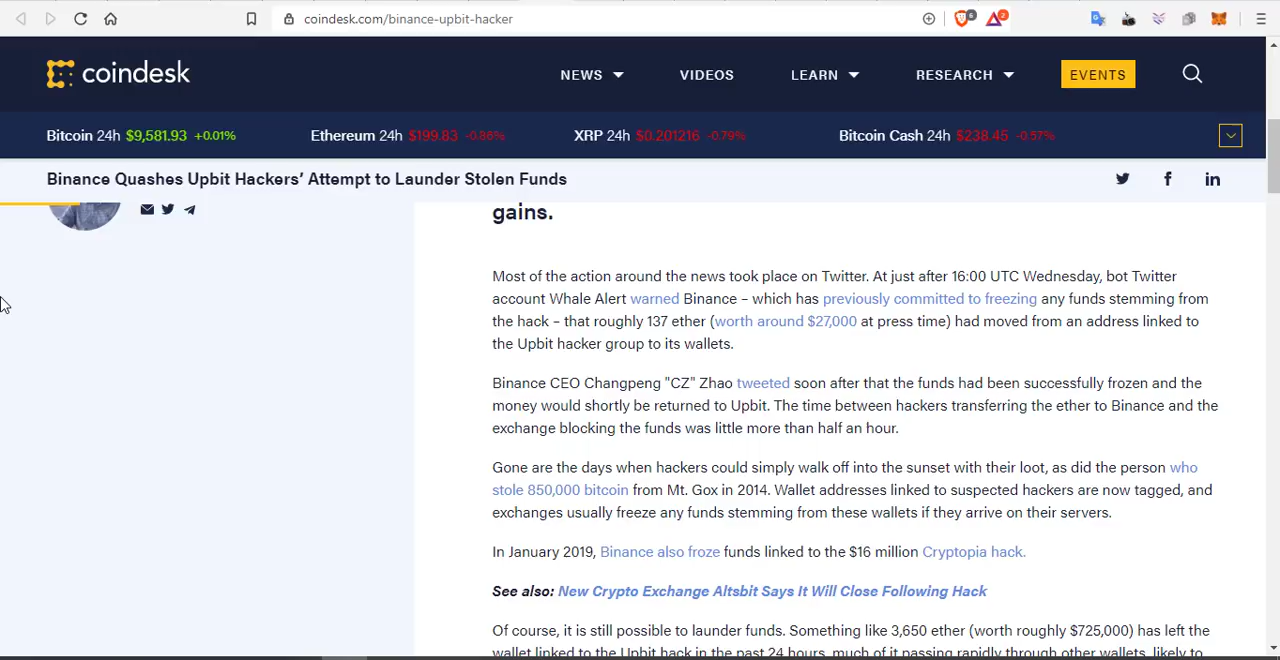 coindesk.com/binance-upbit-hacker
6
2
coindesk
NEWS
VIDEOS
LEARN
RESEARCH
EVENTS
Bitcoin 24h $9,581.93 +0.01%
Ethereum 24h $199.83 -0.86%
XRP 24h $0.201216 -0.79%
Bitcoin Cash 24h $238.45 -0.57%
Binance Quashes Upbit Hackers’ Attempt to Launder Stolen Funds
gains.
Most of the action around the news took place on Twitter. At just after 16:00 UTC Wednesday, bot Twitter
account Whale Alert warned Binance – which has previously committed to freezing any funds stemming from
the hack – that roughly 137 ether (worth around $27,000 at press time) had moved from an address linked to
the Upbit hacker group to its wallets.
Binance CEO Changpeng "CZ" Zhao tweeted soon after that the funds had been successfully frozen and the
money would shortly be returned to Upbit. The time between hackers transferring the ether to Binance and the
exchange blocking the funds was little more than half an hour.
Gone are the days when hackers could simply walk off into the sunset with their loot, as did the person who
stole 850,000 bitcoin from Mt. Gox in 2014. Wallet addresses linked to suspected hackers are now tagged, and
exchanges usually freeze any funds stemming from these wallets if they arrive on their servers.
In January 2019, Binance also froze funds linked to the $16 million Cryptopia hack.
See also: New Crypto Exchange Altsbit Says It Will Close Following Hack
Of course, it is still possible to launder funds. Something like 3,650 ether (worth roughly $725,000) has left the
wallet linked to the Upbit hack in the past 24 hours, much of it passing rapidly through other wallets, likely to